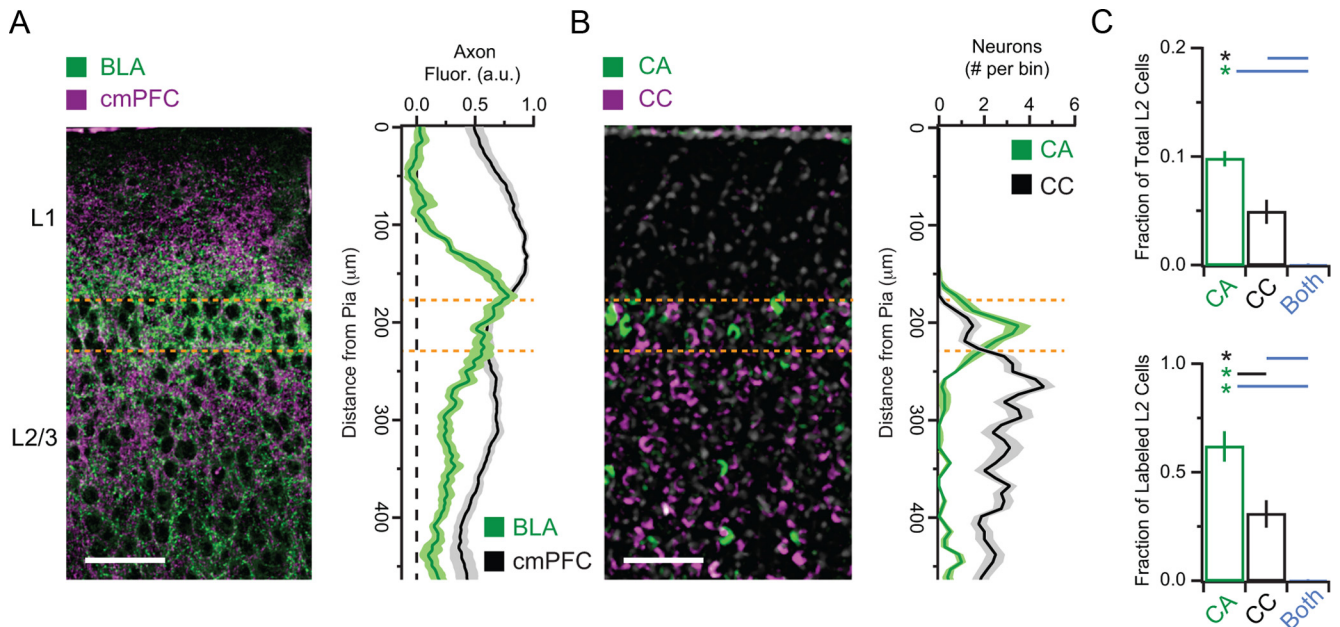 A
BLA
cmPFC
L1
L2/3
Axon
Fluor. (a.u.)
0.0 0.5 1.0
0
100
200
300
400
Distance from Pia (μm)
BLA
cmPFC
B
CA
CC
Neurons
(# per bin)
0 2 4 6
CA
CC
0
100
200
300
400
Distance from Pia (μm)
C
Fraction of Total L2 Cells
0.2
0.1
0.0
*
*
CA CC Both
Fraction of Labeled L2 Cells
1.0
0.5
0.0
*
*
*
CA CC Both